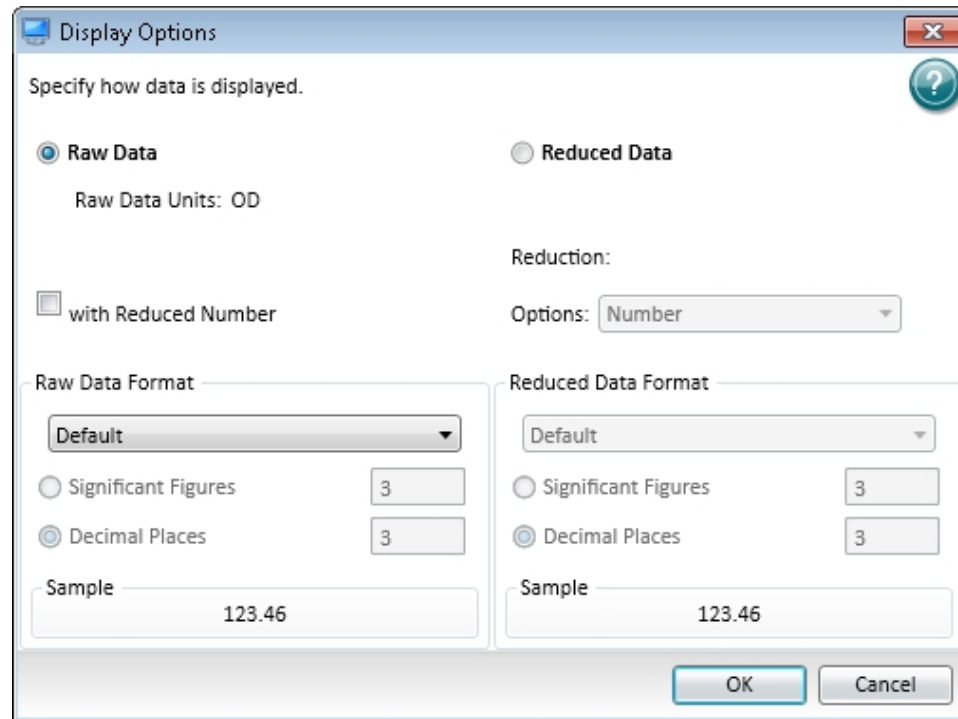 Display Options
Specify how data is displayed.
?
Raw Data
Reduced Data
Raw Data Units: OD
Reduction:
with Reduced Number
Options: Number
Raw Data Format
Default
Significant Figures 3
Decimal Places 3
Sample
123.46
Reduced Data Format
Default
Significant Figures 3
Decimal Places 3
Sample
123.46
OK
Cancel